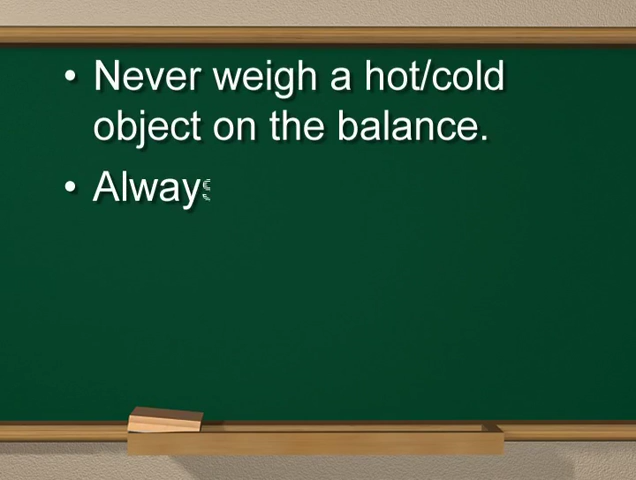 • Never weigh a hot/cold
object on the balance.
• Always